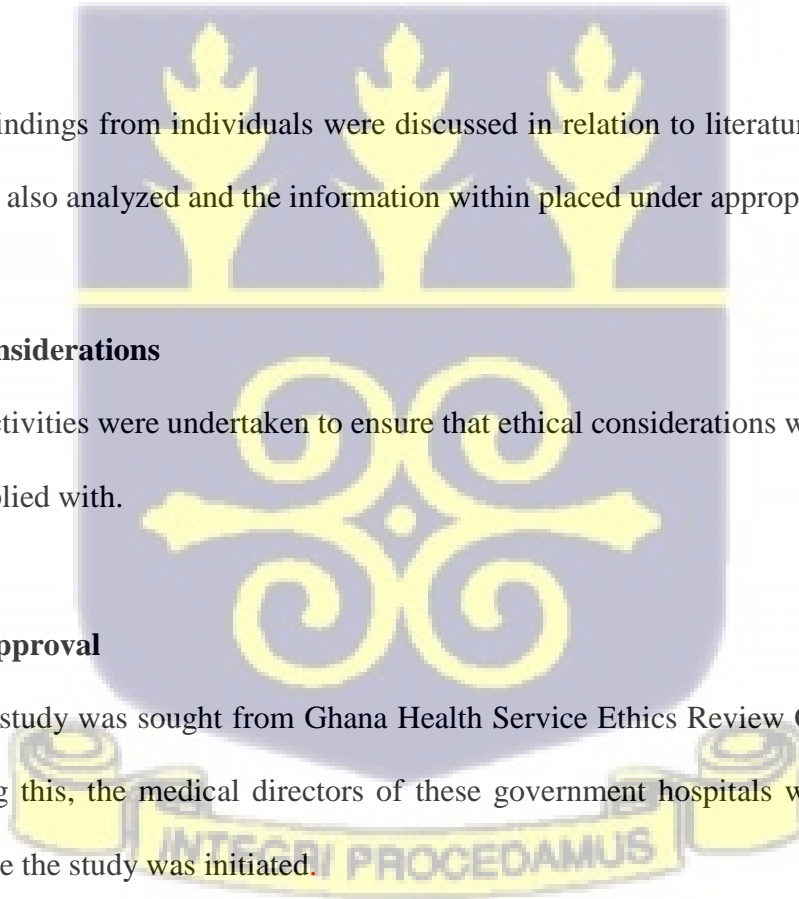 indings from individuals were discussed in relation to literatur
also analyzed and the information within placed under approp
nsiderations
ctivities were undertaken to ensure that ethical considerations w
plied with.
pproval
study was sought from Ghana Health Service Ethics Review
g this, the medical directors of these government hospitals w
e the study was initiated.
INTEGRI PROCEDAMUS